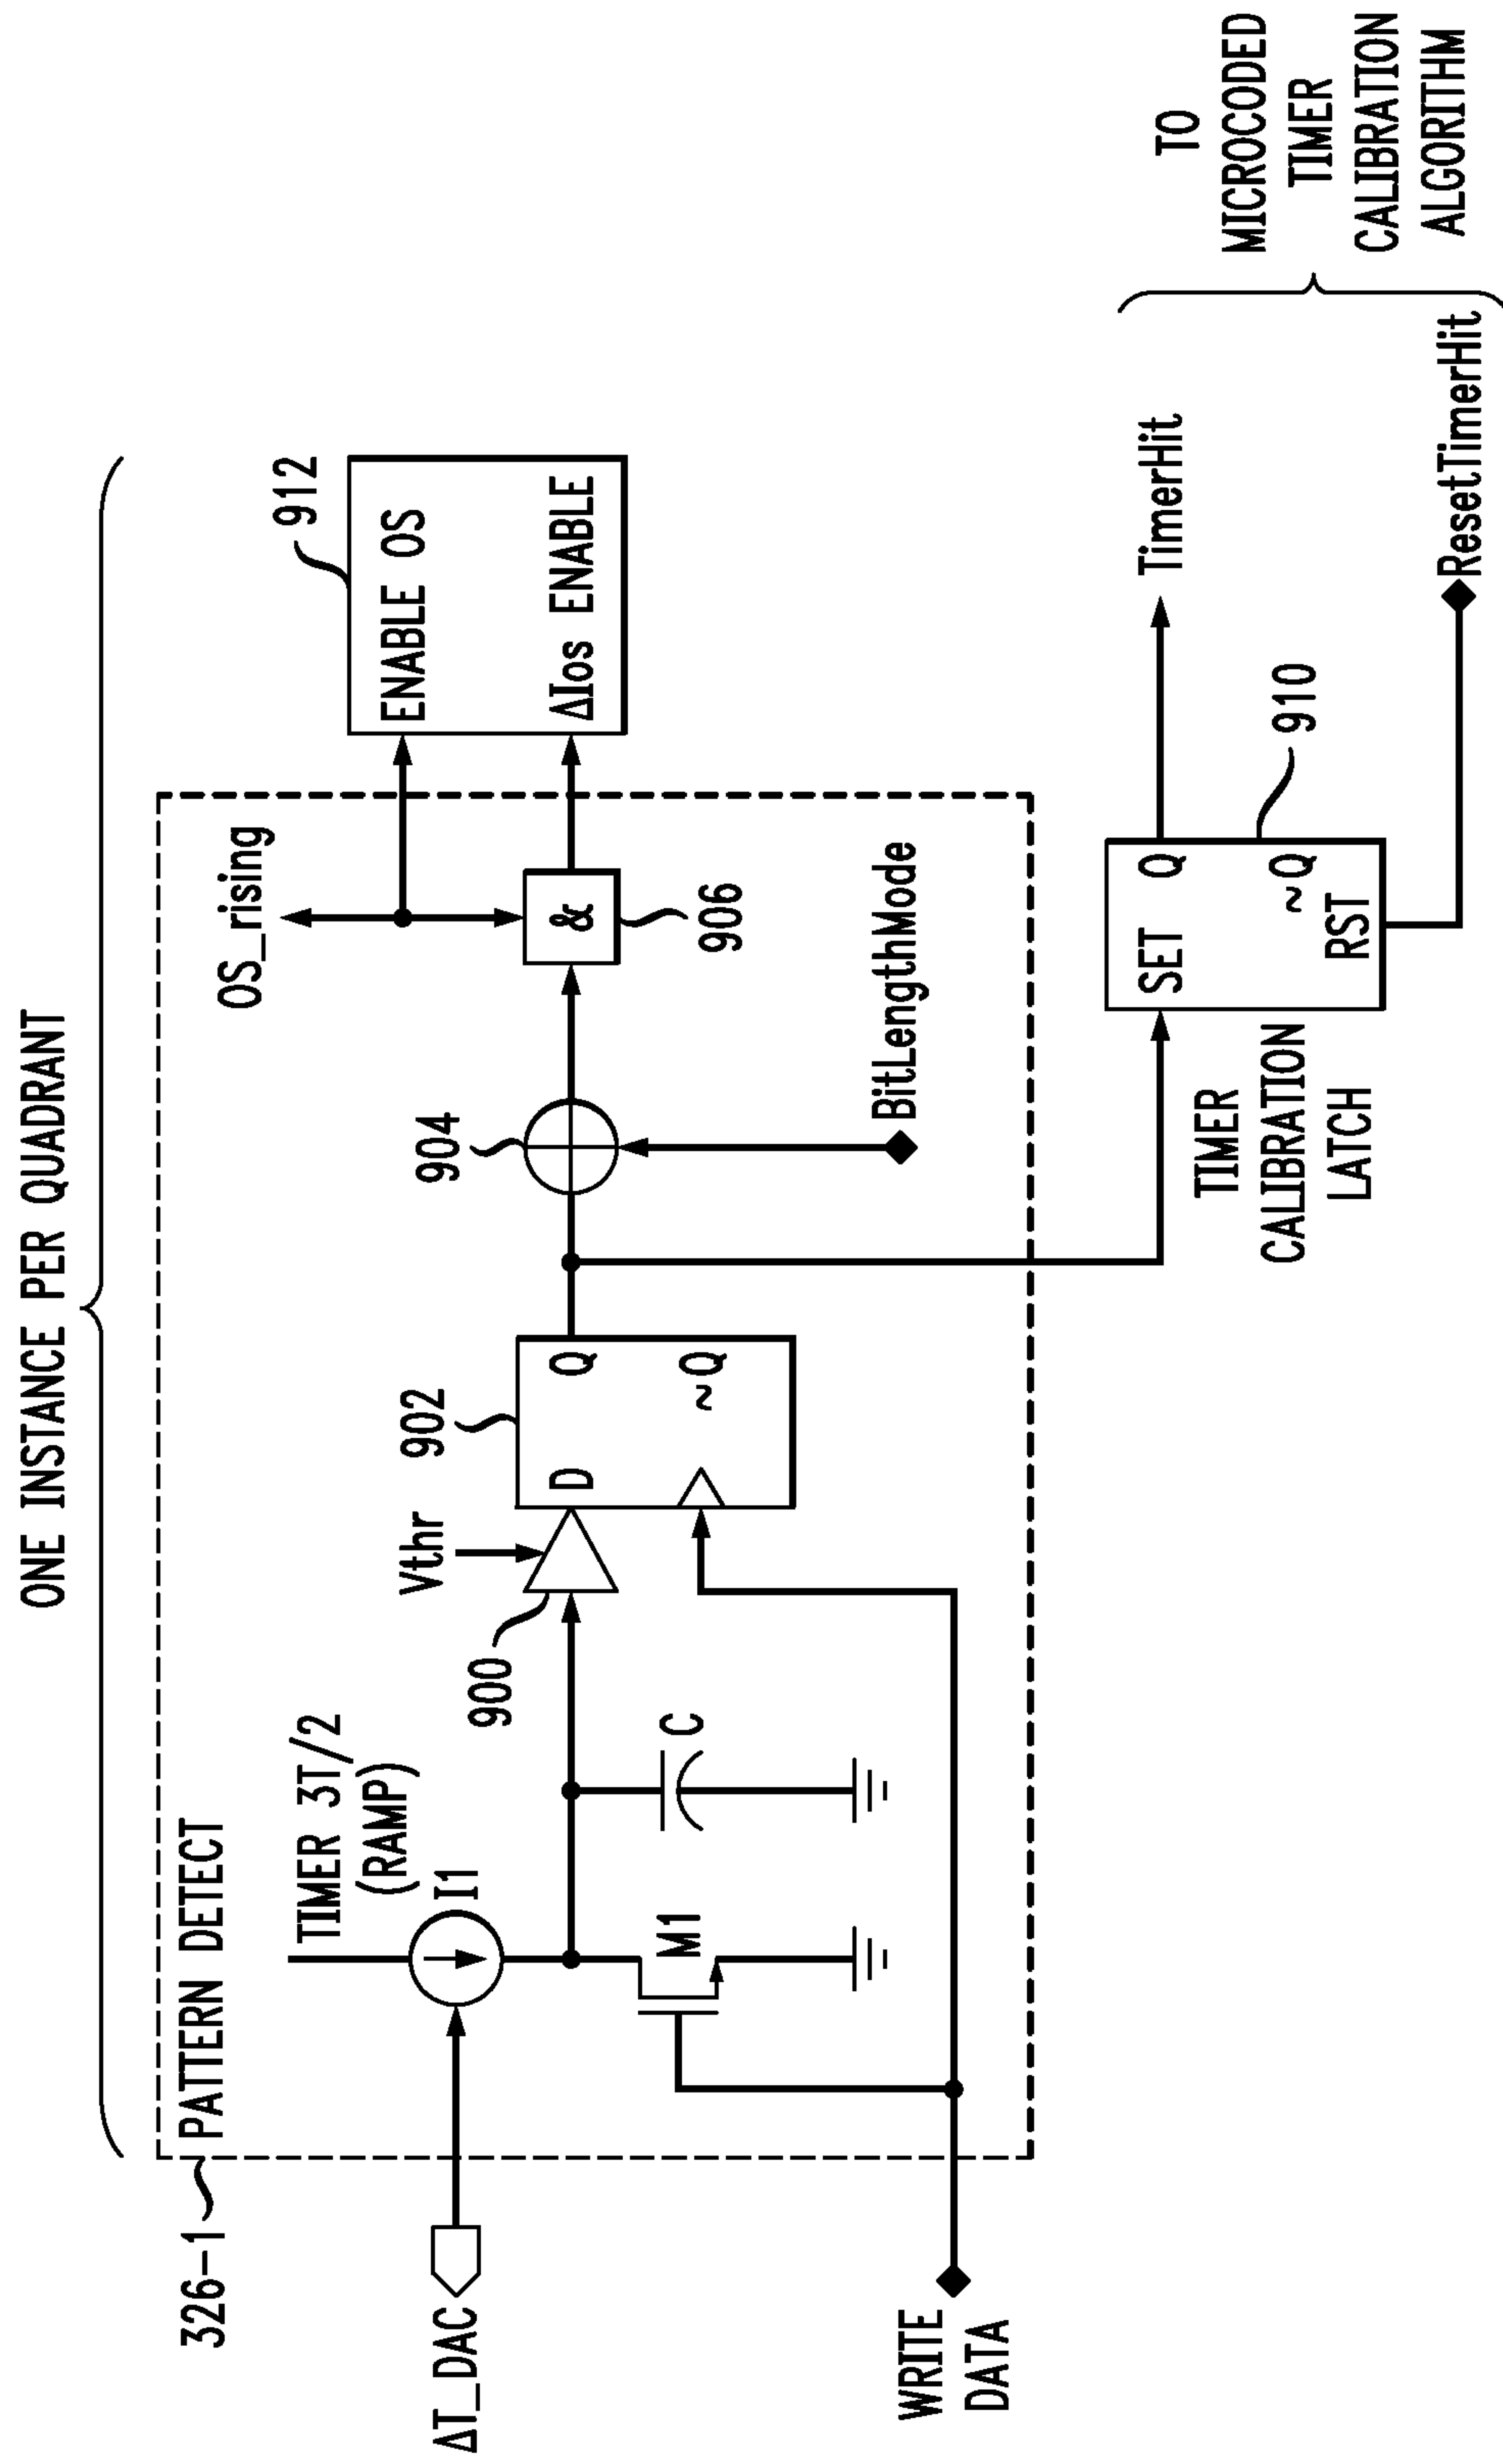 ONE INSTANCE PER QUADRANT
326-1
PATTERN DETECT
TIMER 3T/2
(RAMP)
ΔT_DAC
I1
M1
C
900
Vthr
902
D
Q
~Q
904
OS_rising
&
906
912
ENABLE OS
ΔIos ENABLE
BitLengthMode
WRITE
DATA
TIMER
CALIBRATION
LATCH
SET
Q
~Q
RST
910
TimerHit
ResetTimerHit
TO
MICROCODED
TIMER
CALIBRATION
ALGORITHM